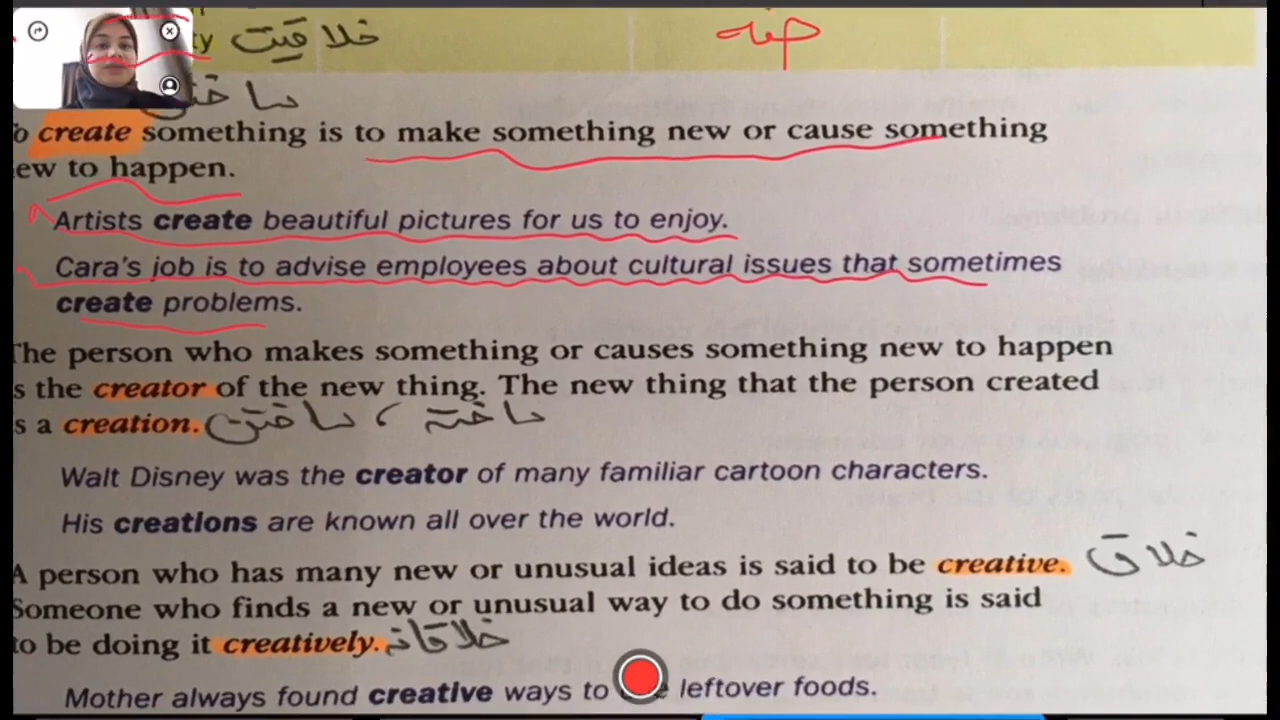 ty خلاقیت صفت
ساختن
o create something is to make something new or cause something
ew to happen.
Artists create beautiful pictures for us to enjoy.
Cara's job is to advise employees about cultural issues that sometimes
create problems.
The person who makes something or causes something new to happen
s the creator of the new thing. The new thing that the person created
s a creation. ساخته ، ساختن
Walt Disney was the creator of many familiar cartoon characters.
His creations are known all over the world.
A person who has many new or unusual ideas is said to be creative. خلاق
Someone who finds a new or unusual way to do something is said
to be doing it creatively. خلاقانه
Mother always found creative ways to leftover foods.